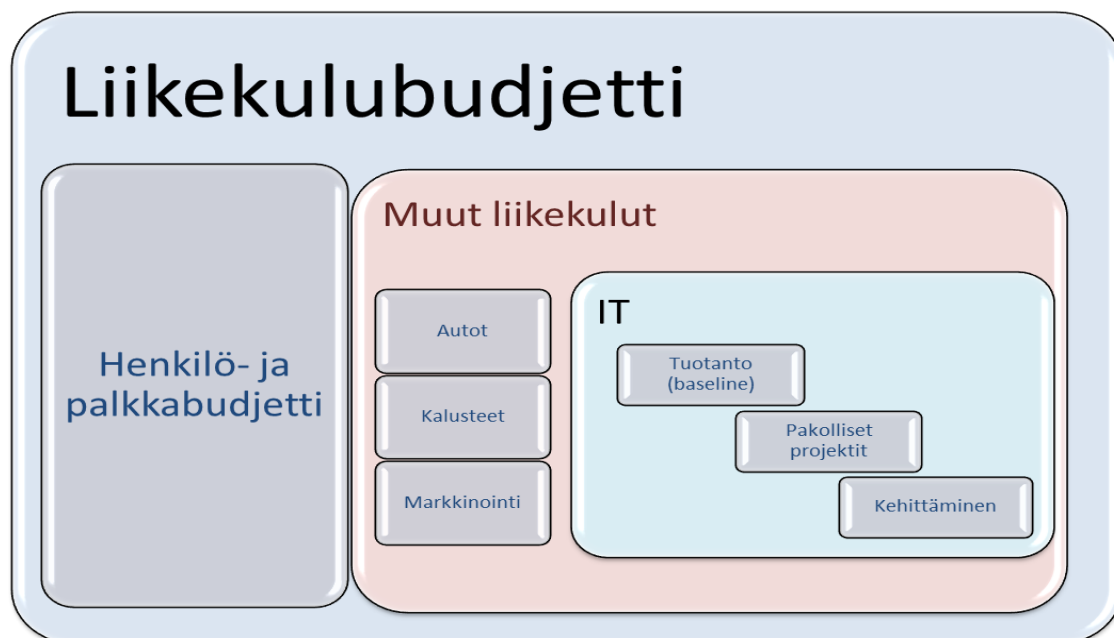 Liikekulubudjetti
Henkilö- ja
palkkabudjetti
Muut liikekulut
Autot
Kalusteet
Markkinointi
IT
Tuotanto
(baseline)
Pakolliset
projektit
Kehittäminen